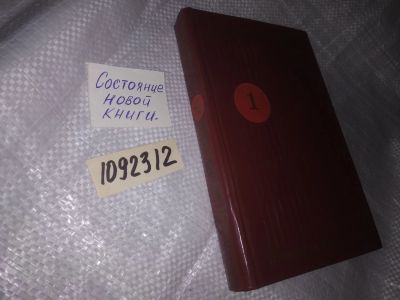 Состояние
новой
книги.
1092312
1